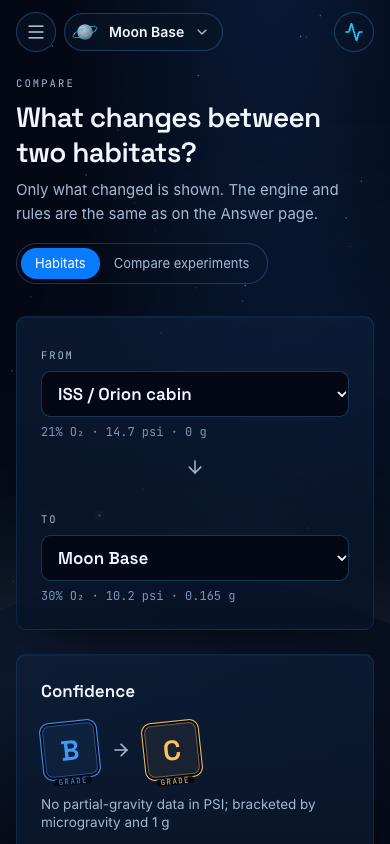 Moon Base
COMPARE
What changes between
two habitats?
Only what changed is shown. The engine and
rules are the same as on the Answer page.
Habitats
Compare experiments
FROM
ISS / Orion cabin
21% O₂ · 14.7 psi · 0 g
TO
Moon Base
30% O₂ · 10.2 psi · 0.165 g
Confidence
B
C
GRADE
GRADE
No partial-gravity data in PSI; bracketed by
microgravity and 1 g